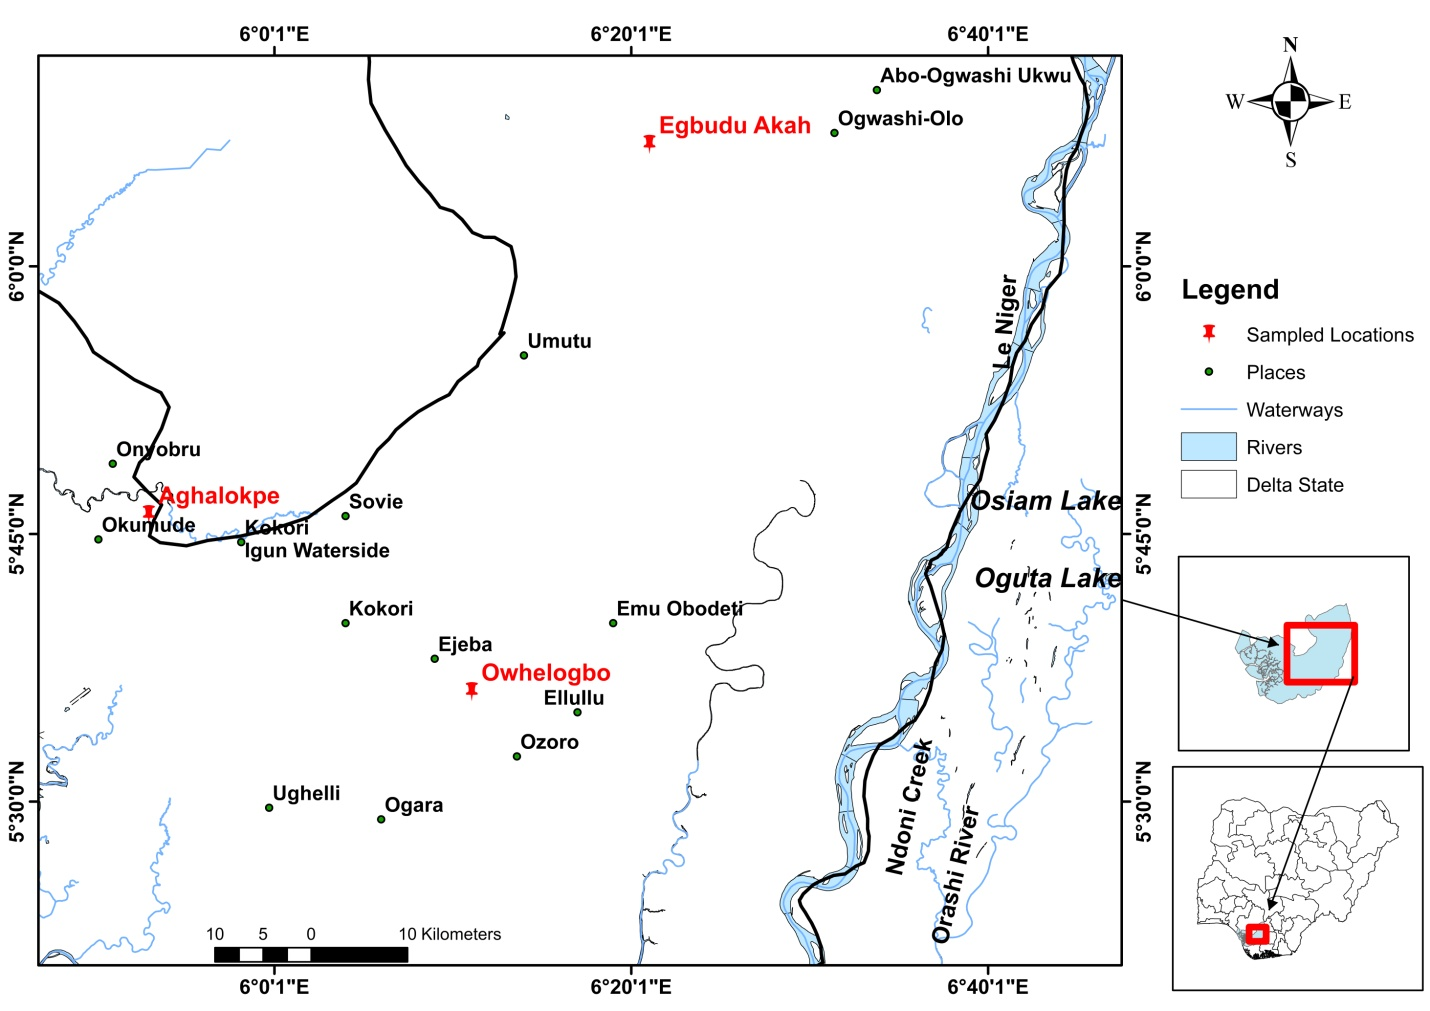 6°0'1"E
6°20'1"E
6°40'1"E
N
W
E
S
Abo-Ogwashi Ukwu
Ogwashi-Olo
Egbudu Akah
6°0'0"N
6°0'0"N
Le Niger
Umutu
Legend
Sampled Locations
Places
Waterways
Rivers
Delta State
Onyobru
Aghalokpe
Okumude
Sovie
Kokori
Igun Waterside
Osiam Lake
Oguta Lake
5°45'0"N
5°45'0"N
Kokori
Emu Obodeti
Ejeba
Owhelogbo
Ellullu
Ozoro
Ughelli
Ogara
Ndoni Creek
Orashi River
5°30'0"N
5°30'0"N
10 5 0 10 Kilometers
6°0'1"E
6°20'1"E
6°40'1"E